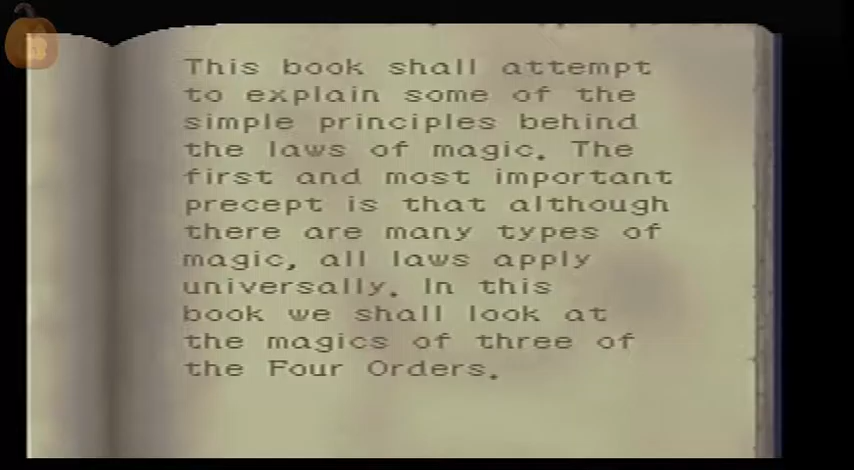 This book shall attempt
to explain some of the
simple principles behind
the laws of magic. The
first and most important
precept is that although
there are many types of
magic, all laws apply
universally. In this
book we shall look at
the magics of three of
the Four Orders.